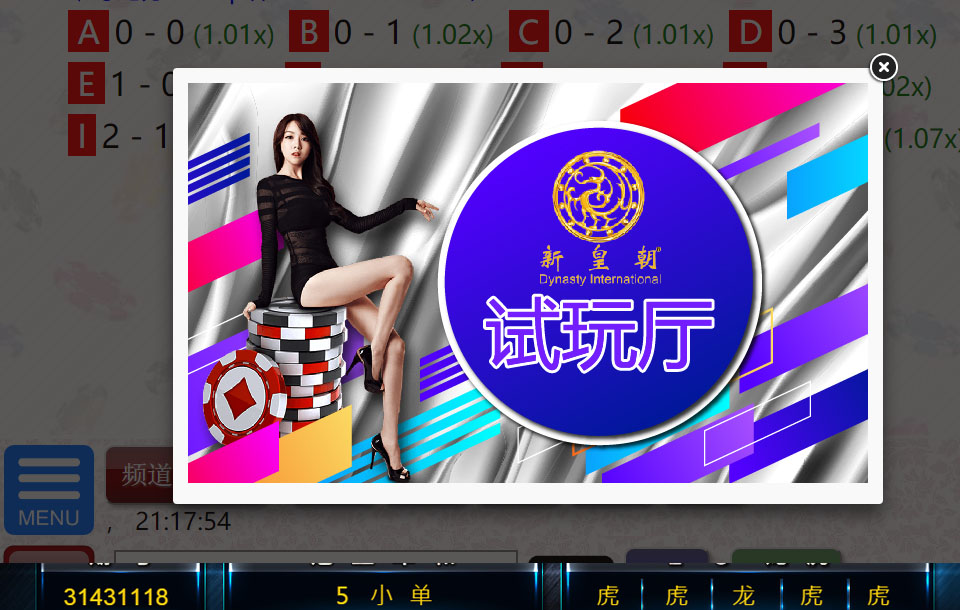 A 0 - 0 (1.01x) B 0 - 1 (1.02x) C 0 - 2 (1.01x) D 0 - 3 (1.01x)
E 1 - 0 02x)
I 2 - 1 (1.07x)
新皇朝
Dynasty International
试玩厅
频道
MENU
, 21:17:54
31431118 5 小 单 虎 虎 龙 虎 虎